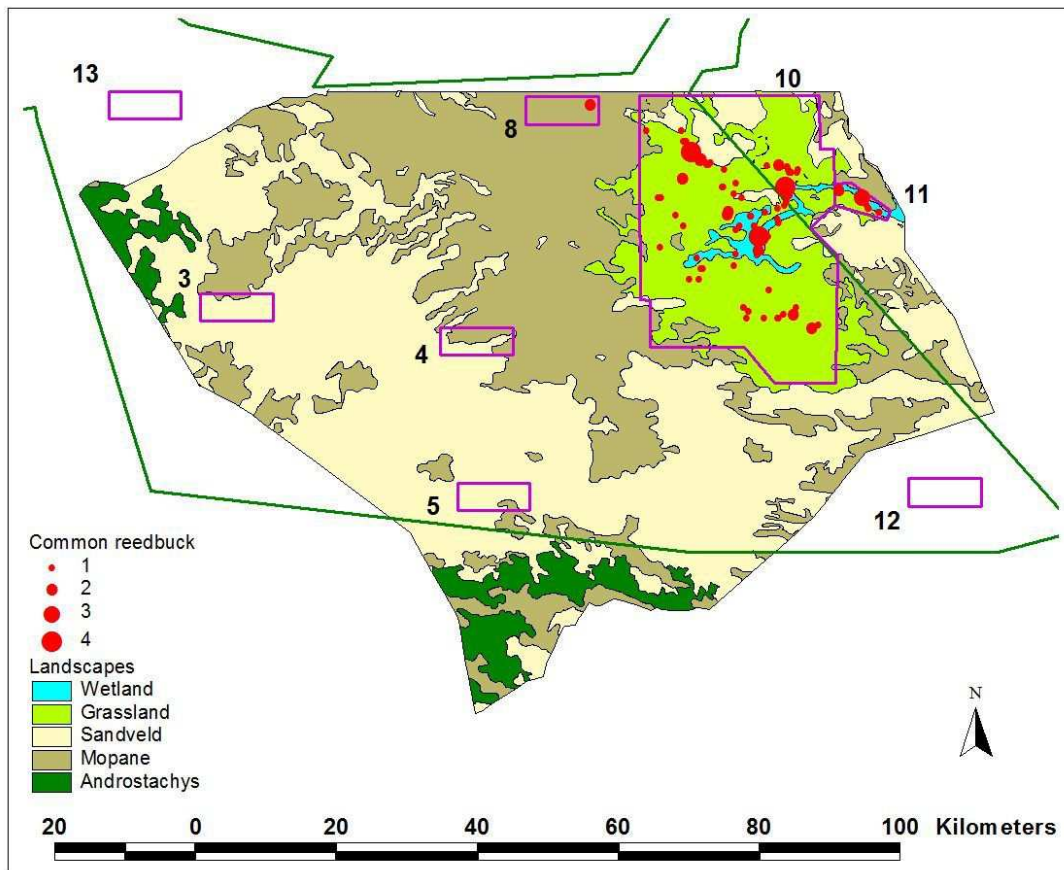 13
10
8
11
3
4
5
12
Common reedbuck
1
2
3
4
Landscapes
Wetland
Grassland
Sandveld
Mopane
Androstachys
N
20 0 20 40 60 80 100 Kilometers